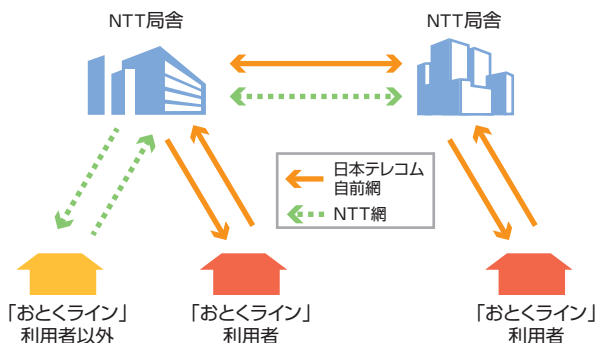 NTT局舎
NTT局舎
日本テレコム
自前網
NTT網
「おとくライン」
利用者以外
「おとくライン」
利用者
「おとくライン」
利用者